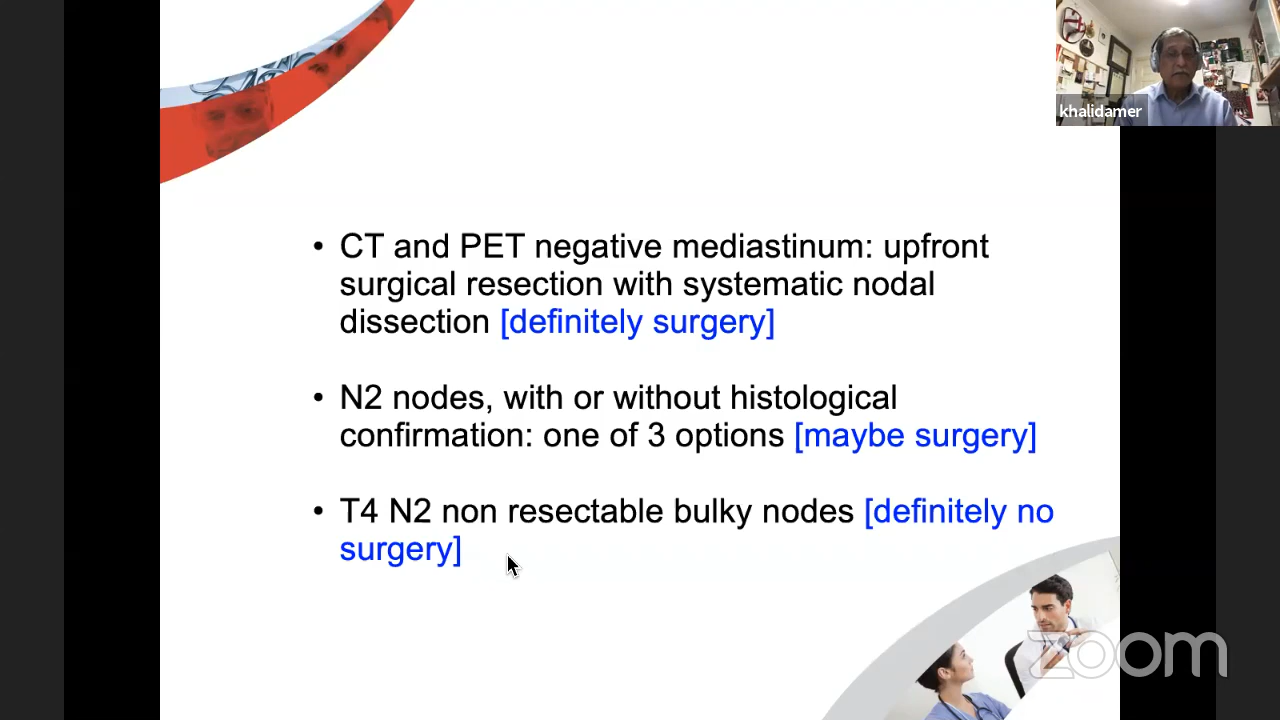 khalidamer
• CT and PET negative mediastinum: upfront
surgical resection with systematic nodal
dissection [definitely surgery]
• N2 nodes, with or without histological
confirmation: one of 3 options [maybe surgery]
• T4 N2 non resectable bulky nodes [definitely no
surgery]
zoom